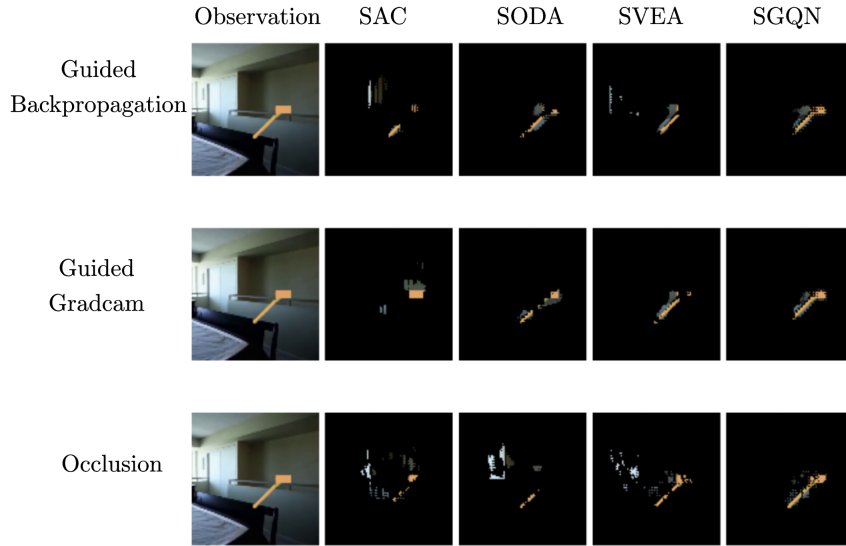 Observation SAC SODA SVEA SGQN
Guided
Backpropagation
Guided
Gradcam
Occlusion